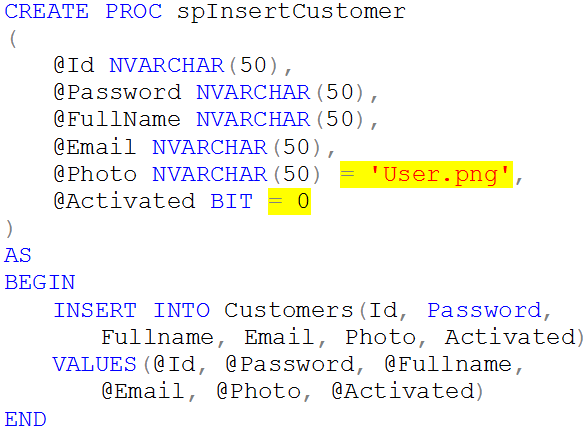 CREATE PROC spInsertCustomer
(
@Id NVARCHAR(50),
@Password NVARCHAR(50),
@FullName NVARCHAR(50),
@Email NVARCHAR(50),
@Photo NVARCHAR(50) = 'User.png',
@Activated BIT = 0
)
AS
BEGIN
INSERT INTO Customers(Id, Password,
Fullname, Email, Photo, Activated)
VALUES(@Id, @Password, @Fullname,
@Email, @Photo, @Activated)
END